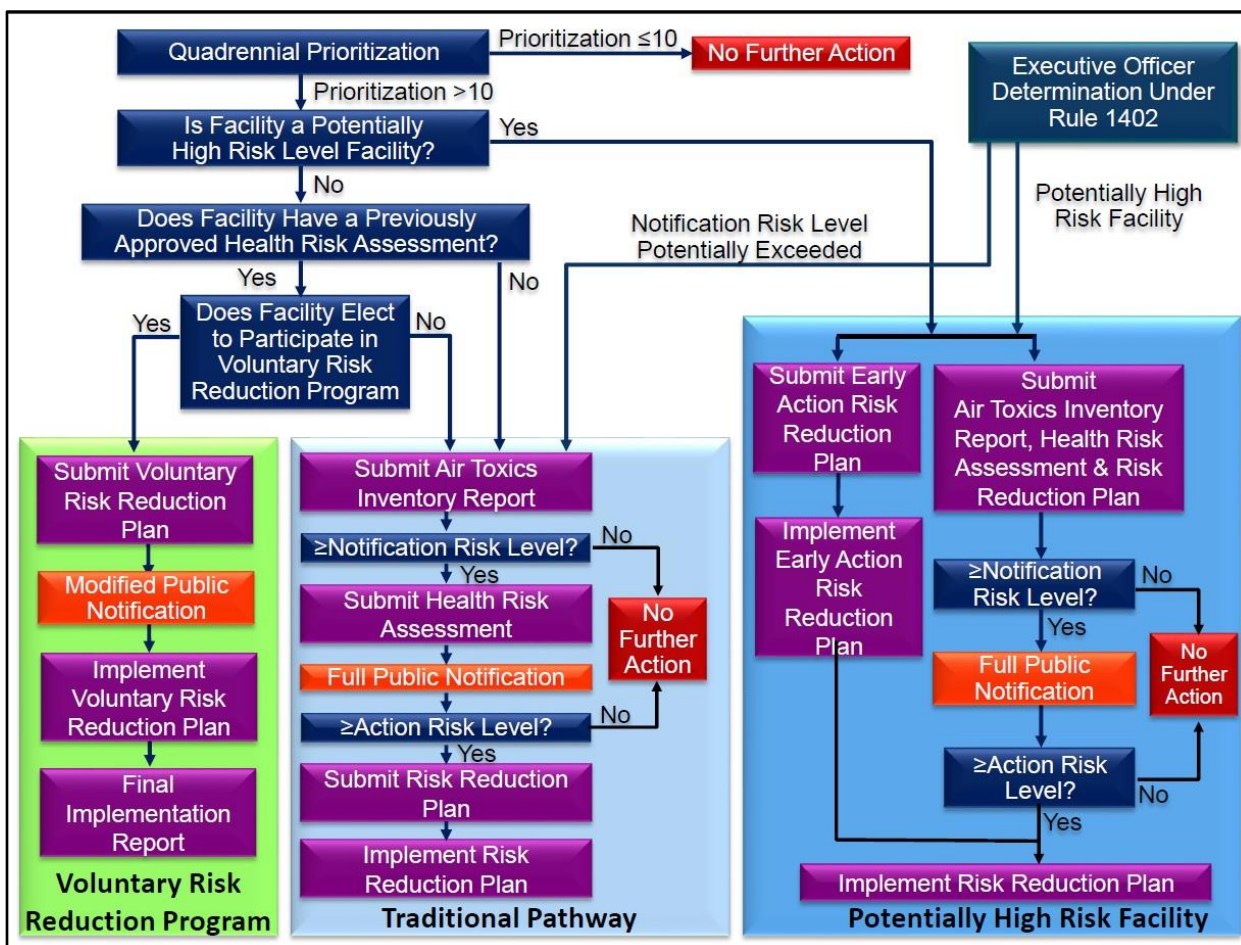 Quadrennial Prioritization
Prioritization ≤10
No Further Action
Executive Officer
Determination Under
Rule 1402
Prioritization >10
Is Facility a Potentially
High Risk Level Facility?
Yes
No
Potentially High
Risk Facility
Does Facility Have a Previously
Approved Health Risk Assessment?
Notification Risk Level
Potentially Exceeded
Yes
No
Yes
Does Facility Elect
to Participate in
Voluntary Risk
Reduction Program
No
Submit Voluntary
Risk Reduction
Plan
Modified Public
Notification
Implement
Voluntary Risk
Reduction Plan
Final
Implementation
Report
Voluntary Risk
Reduction Program
Submit Air Toxics
Inventory Report
≥Notification Risk Level?
No
Yes
Submit Health Risk
Assessment
No
Further
Action
Full Public Notification
≥Action Risk Level?
No
Yes
Submit Risk Reduction
Plan
Implement Risk
Reduction Plan
Traditional Pathway
Submit Early
Action Risk
Reduction
Plan
Implement
Early Action
Risk
Reduction
Plan
Submit
Air Toxics Inventory
Report, Health Risk
Assessment & Risk
Reduction Plan
≥Notification
Risk Level?
No
Yes
Full Public
Notification
No
Further
Action
≥Action Risk
Level?
No
Yes
Implement Risk Reduction Plan
Potentially High Risk Facility